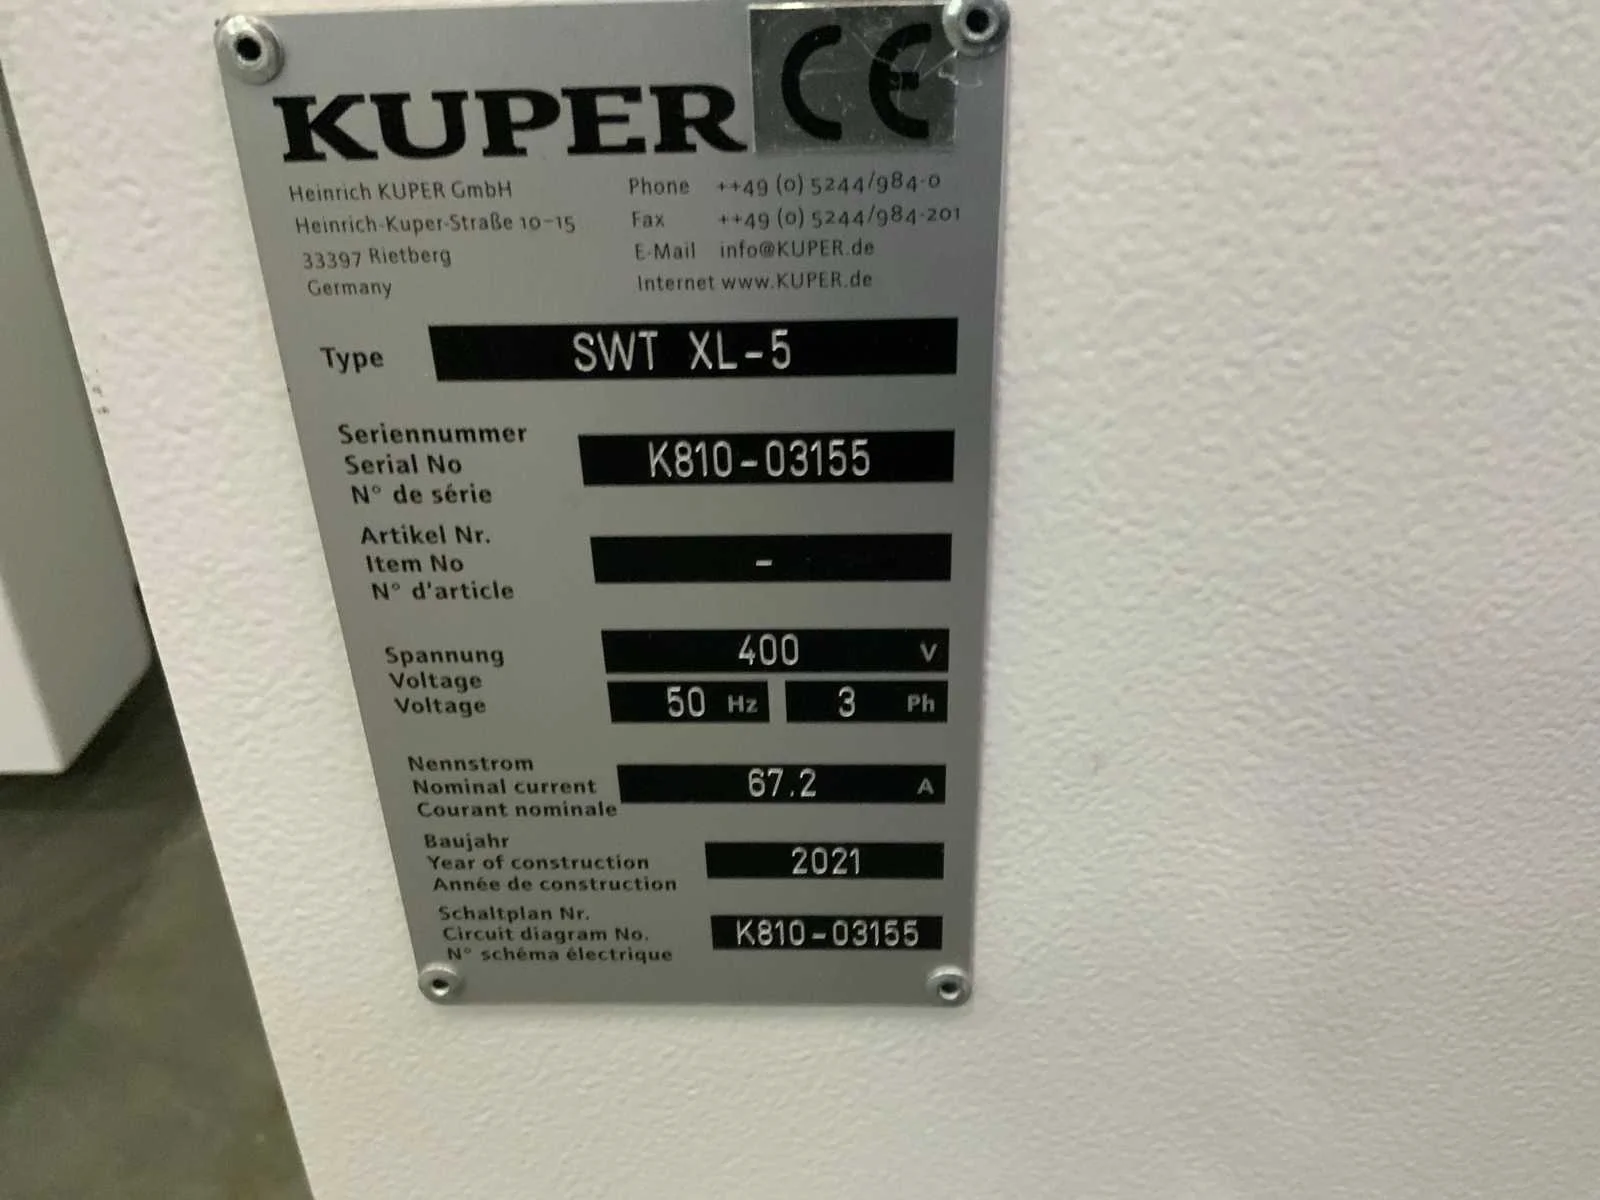 KUPER CE
Heinrich KUPER GmbH
Heinrich-Kuper-Straße 10-15
33397 Rietberg
Germany
Phone ++49 (0) 5244/984-0
Fax ++49 (0) 5244/984-201
E-Mail info@KUPER.de
Internet www.KUPER.de
Type SWT XL-5
Seriennummer
Serial No K810-03155
N° de série
Artikel Nr.
Item No -
N° d'article
Spannung 400 V
Voltage
Voltage 50 Hz 3 Ph
Nennstrom
Nominal current 67.2 A
Courant nominale
Baujahr
Year of construction 2021
Année de construction
Schaltplan Nr.
Circuit diagram No. K810-03155
N° schéma électrique